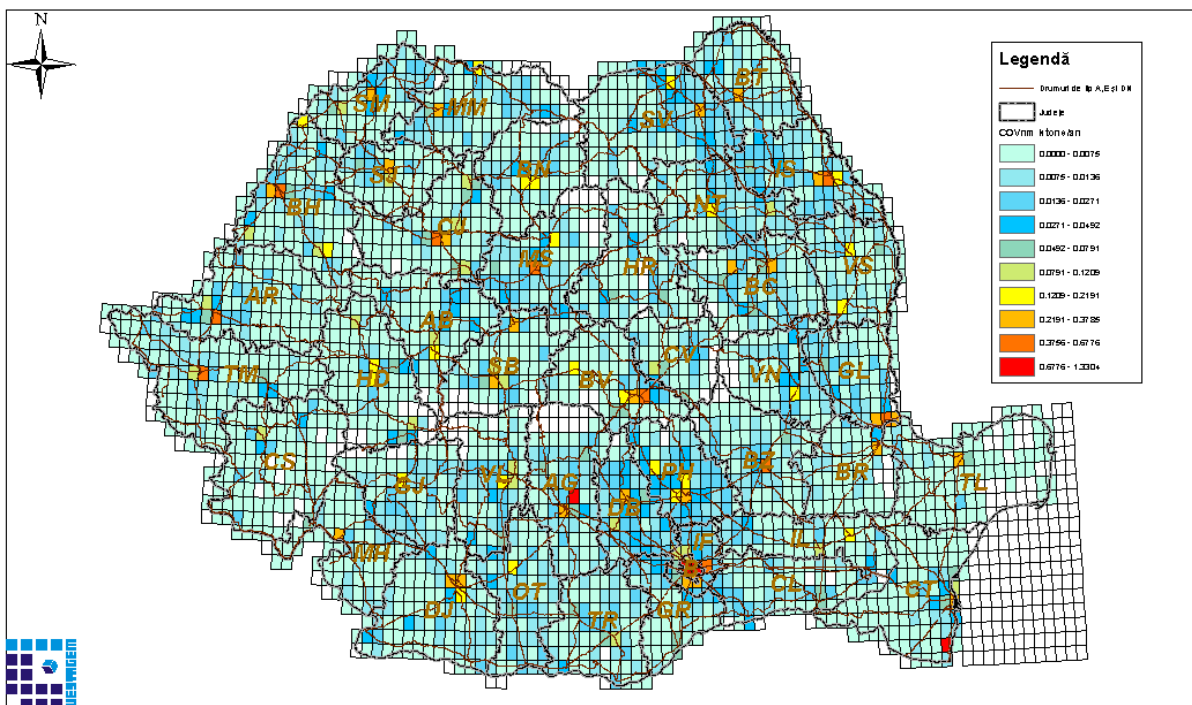 N
Legendă
Drumuri de tip A,E și DN
Județe
COVnm ktone/an
0.0000 - 0.0075
0.0075 - 0.0136
0.0136 - 0.0271
0.0271 - 0.0492
0.0492 - 0.0791
0.0791 - 0.1209
0.1209 - 0.2191
0.2191 - 0.3785
0.3756 - 0.6776
0.6776 - 1.3304
BT
SM
MM
SV
SJ
BN
IS
BH
NT
CJ
MS
HR
VS
BC
AR
AB
CV
TM
HD
SB
BV
VN
GL
CS
GJ
VL
AG
PH
BZ
BR
TL
DB
IF
IL
MH
B
CL
CT
DJ
OT
TR
GR
WESTAGEM